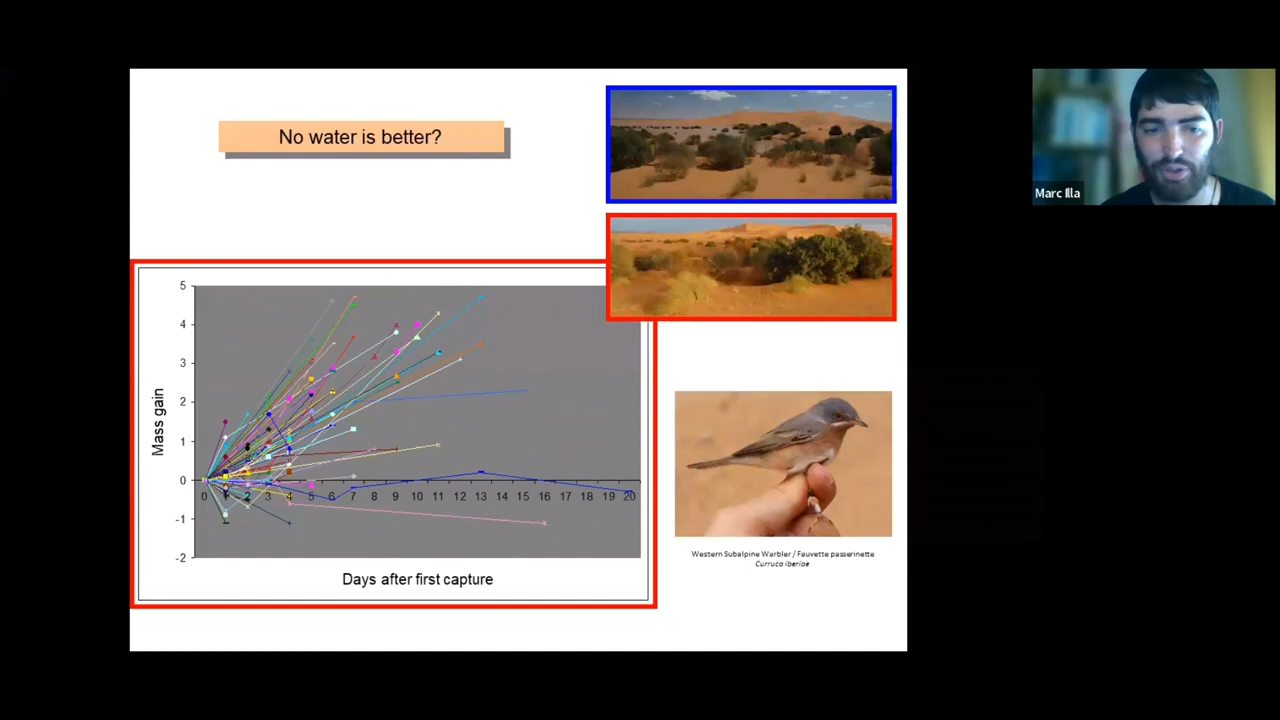 No water is better?
Marc Illa
5
4
3
2
1
0
-1
-2
Mass gain
0 1 2 3 4 5 6 7 8 9 10 11 12 13 14 15 16 17 18 19 20
Days after first capture
Western Subalpine Warbler / Fauvette passerinette
Curruca iberiae